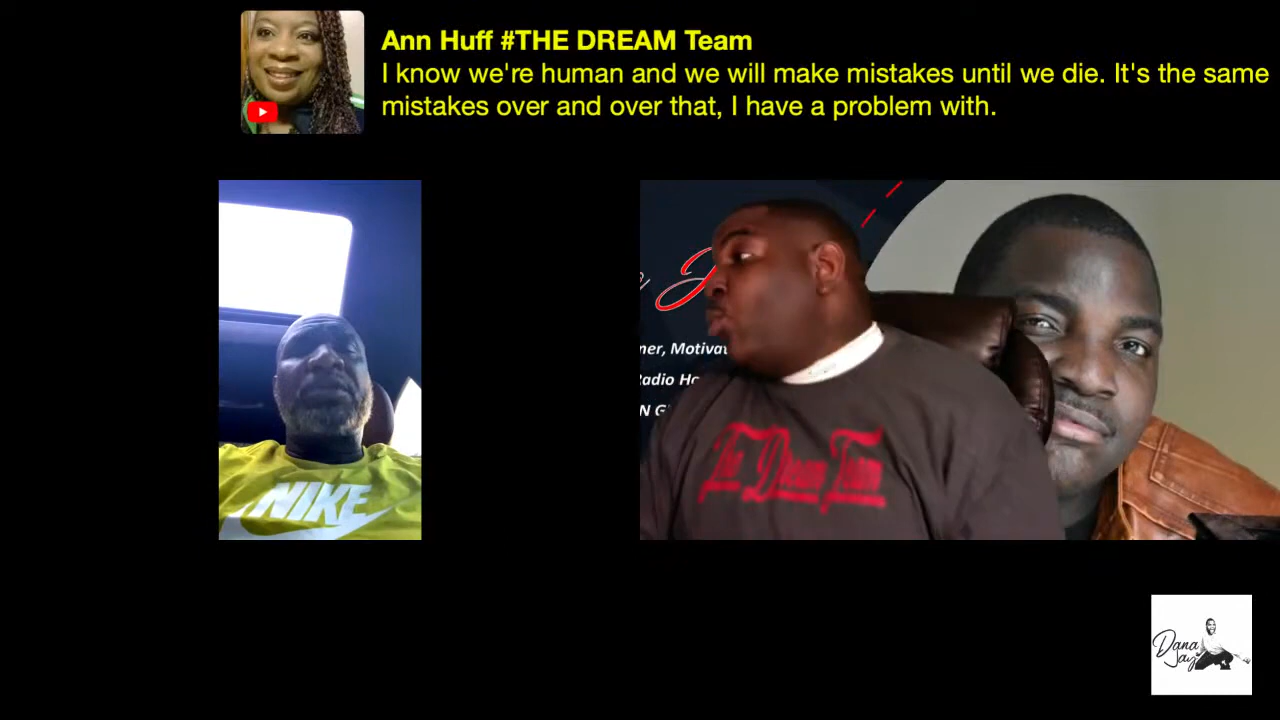 Ann Huff #THE DREAM Team
I know we're human and we will make mistakes until we die. It's the same
mistakes over and over that, I have a problem with.
ner, Motivat
Radio Ho
N G
NIKE
The Dream Team
Dana
Jay